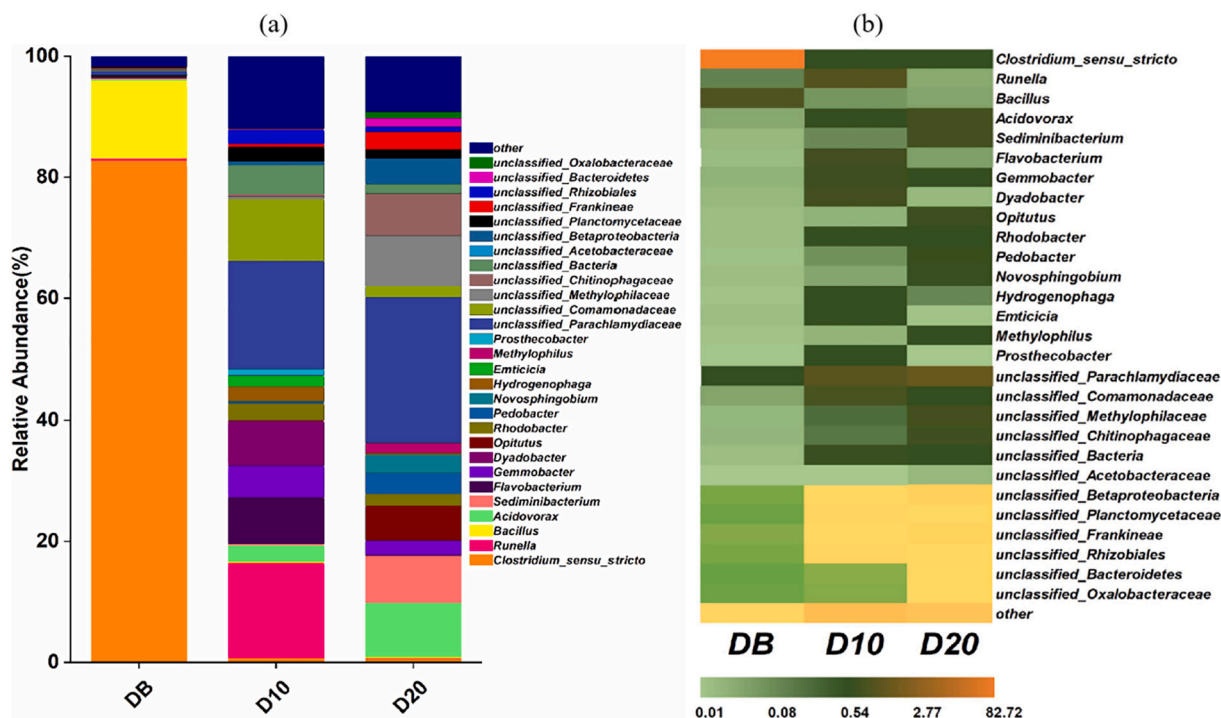 (a)
Relative Abundance(%)
100
80
60
40
20
0
DB
D10
D20
other
unclassified_Oxalobacteraceae
unclassified_Bacteroidetes
unclassified_Rhizobiales
unclassified_Frankineae
unclassified_Planctomycetaceae
unclassified_Betaproteobacteria
unclassified_Acetobacteraceae
unclassified_Bacteria
unclassified_Chitinophagaceae
unclassified_Methylophilaceae
unclassified_Comamonadaceae
unclassified_Parachlamydiaceae
Prosthecobacter
Methylophilus
Emticicia
Hydrogenophaga
Novosphingobium
Pedobacter
Rhodobacter
Opitutus
Dyadobacter
Gemmobacter
Flavobacterium
Sediminibacterium
Acidovorax
Bacillus
Runella
Clostridium_sensu_stricto
(b)
Clostridium_sensu_stricto
Runella
Bacillus
Acidovorax
Sediminibacterium
Flavobacterium
Gemmobacter
Dyadobacter
Opitutus
Rhodobacter
Pedobacter
Novosphingobium
Hydrogenophaga
Emticicia
Methylophilus
Prosthecobacter
unclassified_Parachlamydiaceae
unclassified_Comamonadaceae
unclassified_Methylophilaceae
unclassified_Chitinophagaceae
unclassified_Bacteria
unclassified_Acetobacteraceae
unclassified_Betaproteobacteria
unclassified_Planctomycetaceae
unclassified_Frankineae
unclassified_Rhizobiales
unclassified_Bacteroidetes
unclassified_Oxalobacteraceae
other
DB D10 D20
0.01 0.08 0.54 2.77 82.72